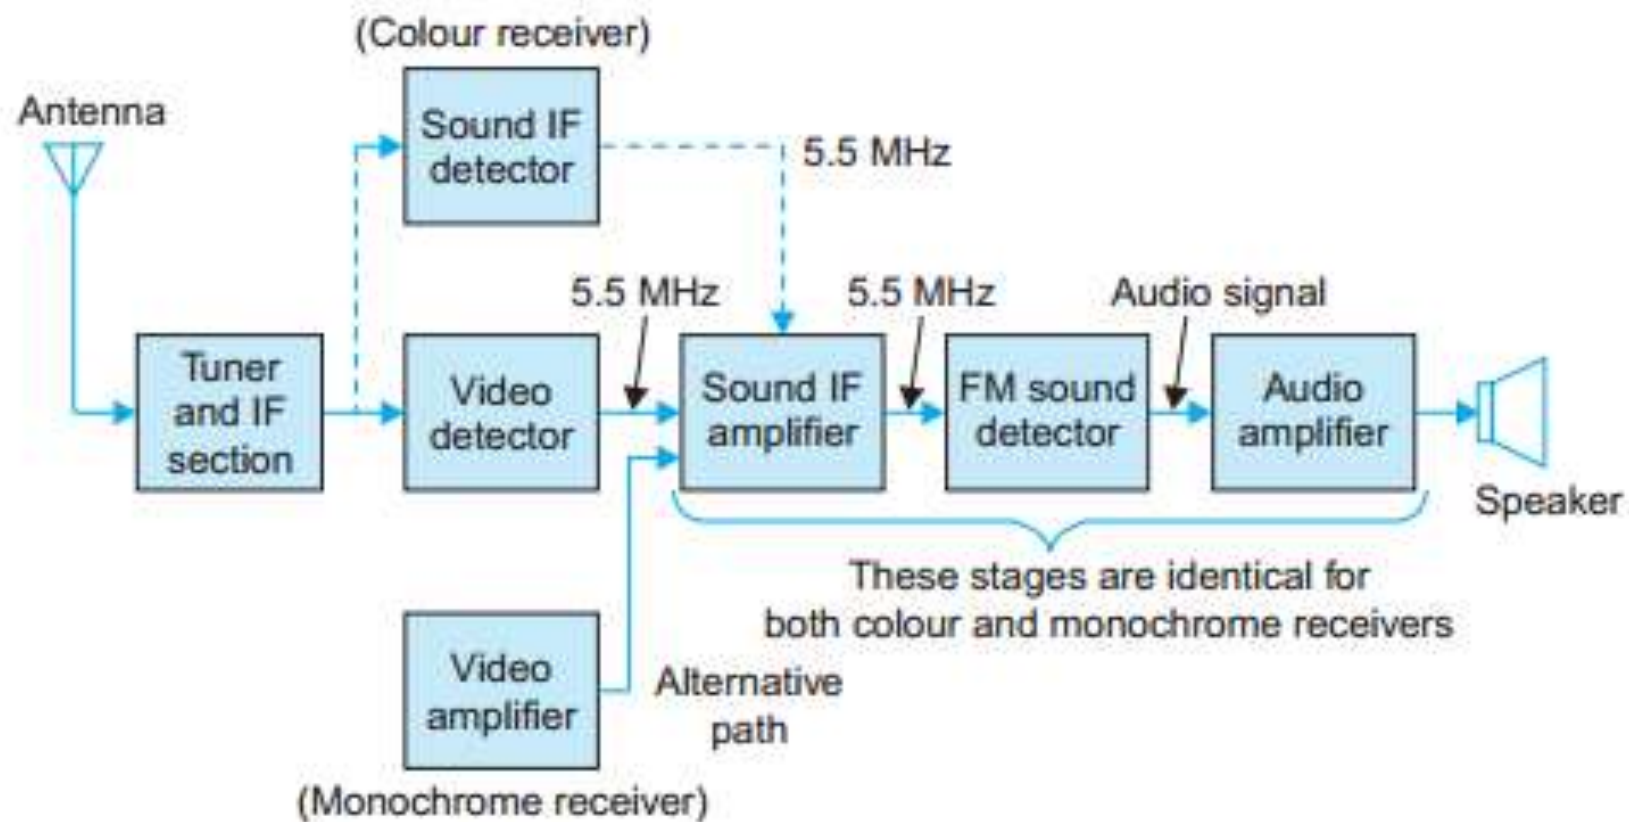 (Colour receiver)
Antenna
Sound IF
detector
5.5 MHz
5.5 MHz
5.5 MHz
Audio signal
Tuner
and IF
section
Video
detector
Sound IF
amplifier
FM sound
detector
Audio
amplifier
Speaker
These stages are identical for
both colour and monochrome receivers
Video
amplifier
Alternative
path
(Monochrome receiver)